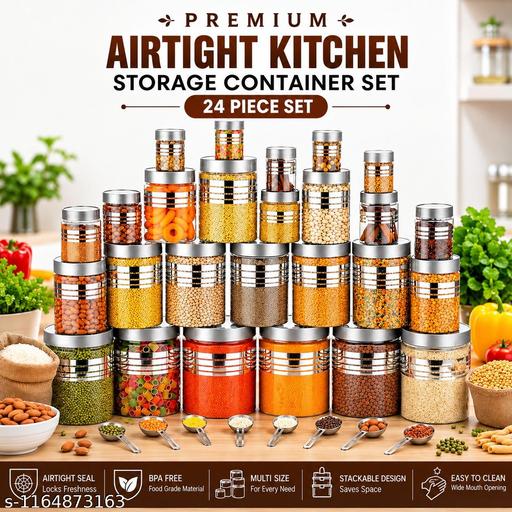 PREMIUM
AIRTIGHT KITCHEN
STORAGE CONTAINER SET
24 PIECE SET
AIRTIGHT SEAL
Locks Freshness
BPA FREE
Food Grade Material
MULTI SIZE
For Every Need
STACKABLE DESIGN
Saves Space
EASY TO CLEAN
Wide Mouth Opening
s-1164873163